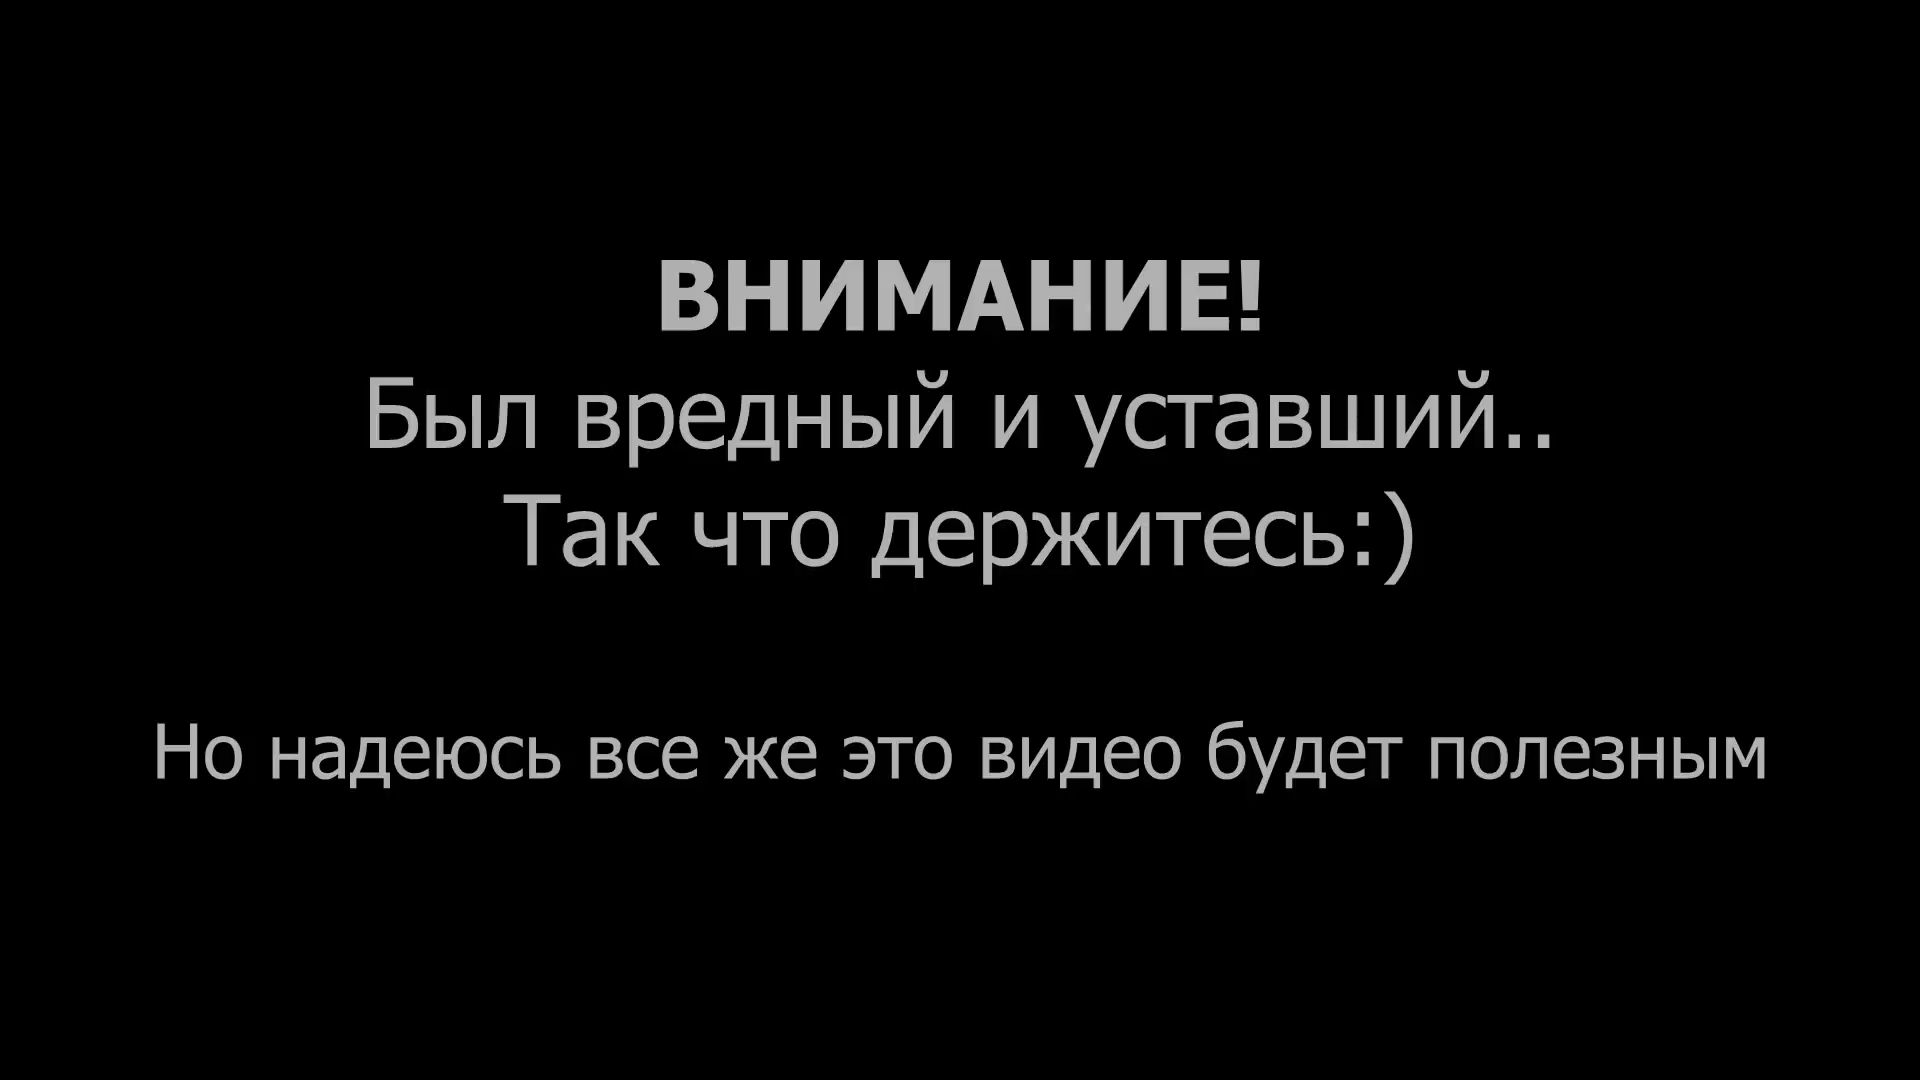 ВНИМАНИЕ!
Был вредный и уставший..
Так что держитесь:)
Но надеюсь все же это видео будет полезным